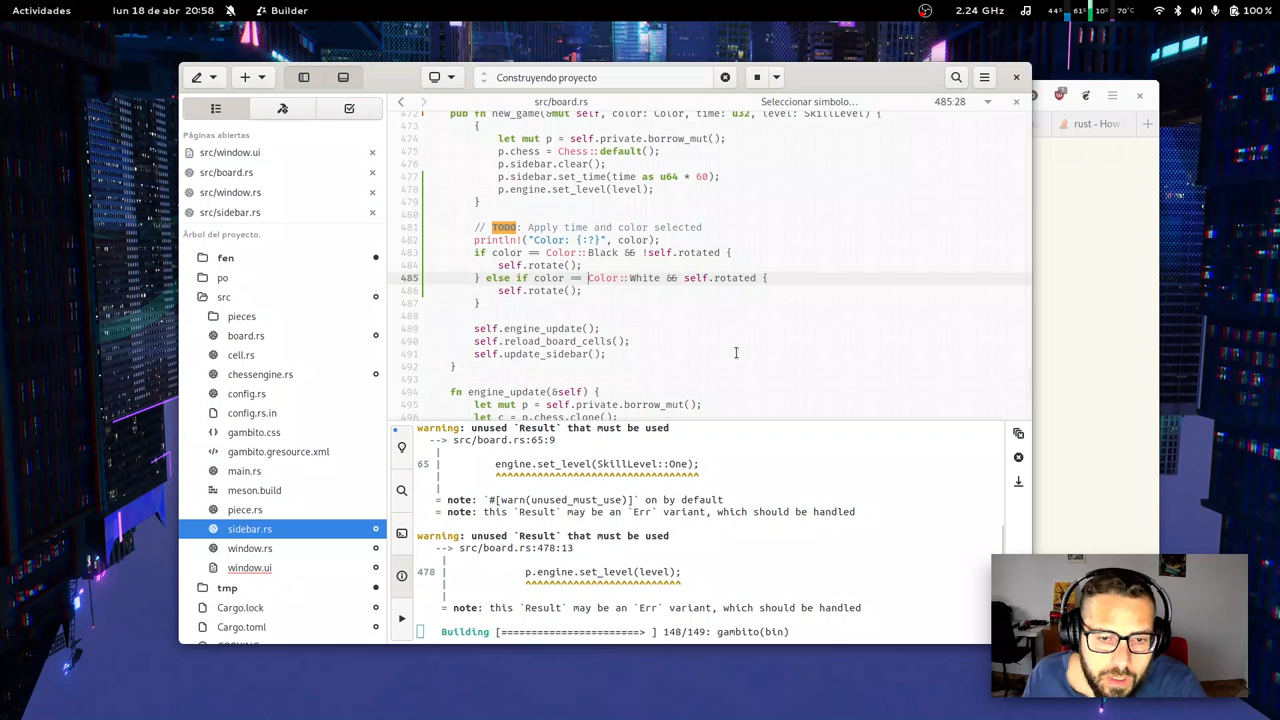 Actividades
lun 18 de abr 20:58
Builder
2.24 GHz
44% 61% 10% 70°C
100 %
Construyendo proyecto
src/board.rs
Seleccionar símbolo…
485:28
rust - How
Páginas abiertas
src/window.ui
src/board.rs
src/window.rs
src/sidebar.rs
Árbol del proyecto.
fen
po
src
pieces
board.rs
cell.rs
chessengine.rs
config.rs
config.rs.in
gambito.css
gambito.gresource.xml
main.rs
meson.build
piece.rs
sidebar.rs
window.rs
window.ui
tmp
Cargo.lock
Cargo.toml
472 pub fn new_game(&mut self, color: Color, time: u32, level: SkillLevel) {
473 {
474 let mut p = self.private.borrow_mut();
475 p.chess = Chess::default();
476 p.sidebar.clear();
477 p.sidebar.set_time(time as u64 * 60);
478 p.engine.set_level(level);
479 }
480
481 // TODO: Apply time and color selected
482 println!("Color: {:?}", color);
483 if color == Color::Black && !self.rotated {
484 self.rotate();
485 } else if color == Color::White && self.rotated {
486 self.rotate();
487 }
488
489 self.engine_update();
490 self.reload_board_cells();
491 self.update_sidebar();
492 }
493
494 fn engine_update(&self) {
495 let mut p = self.private.borrow_mut();
496 let c = p.chess.clone();
warning: unused `Result` that must be used
--> src/board.rs:65:9
|
65 | engine.set_level(SkillLevel::One);
| ^^^^^^^^^^^^^^^^^^^^^^^^^^^^^^^^^^
|
= note: `#[warn(unused_must_use)]` on by default
= note: this `Result` may be an `Err` variant, which should be handled
warning: unused `Result` that must be used
--> src/board.rs:478:13
|
478 | p.engine.set_level(level);
| ^^^^^^^^^^^^^^^^^^^^^^^^^^
|
= note: this `Result` may be an `Err` variant, which should be handled
Building [=======================> ] 148/149: gambito(bin)